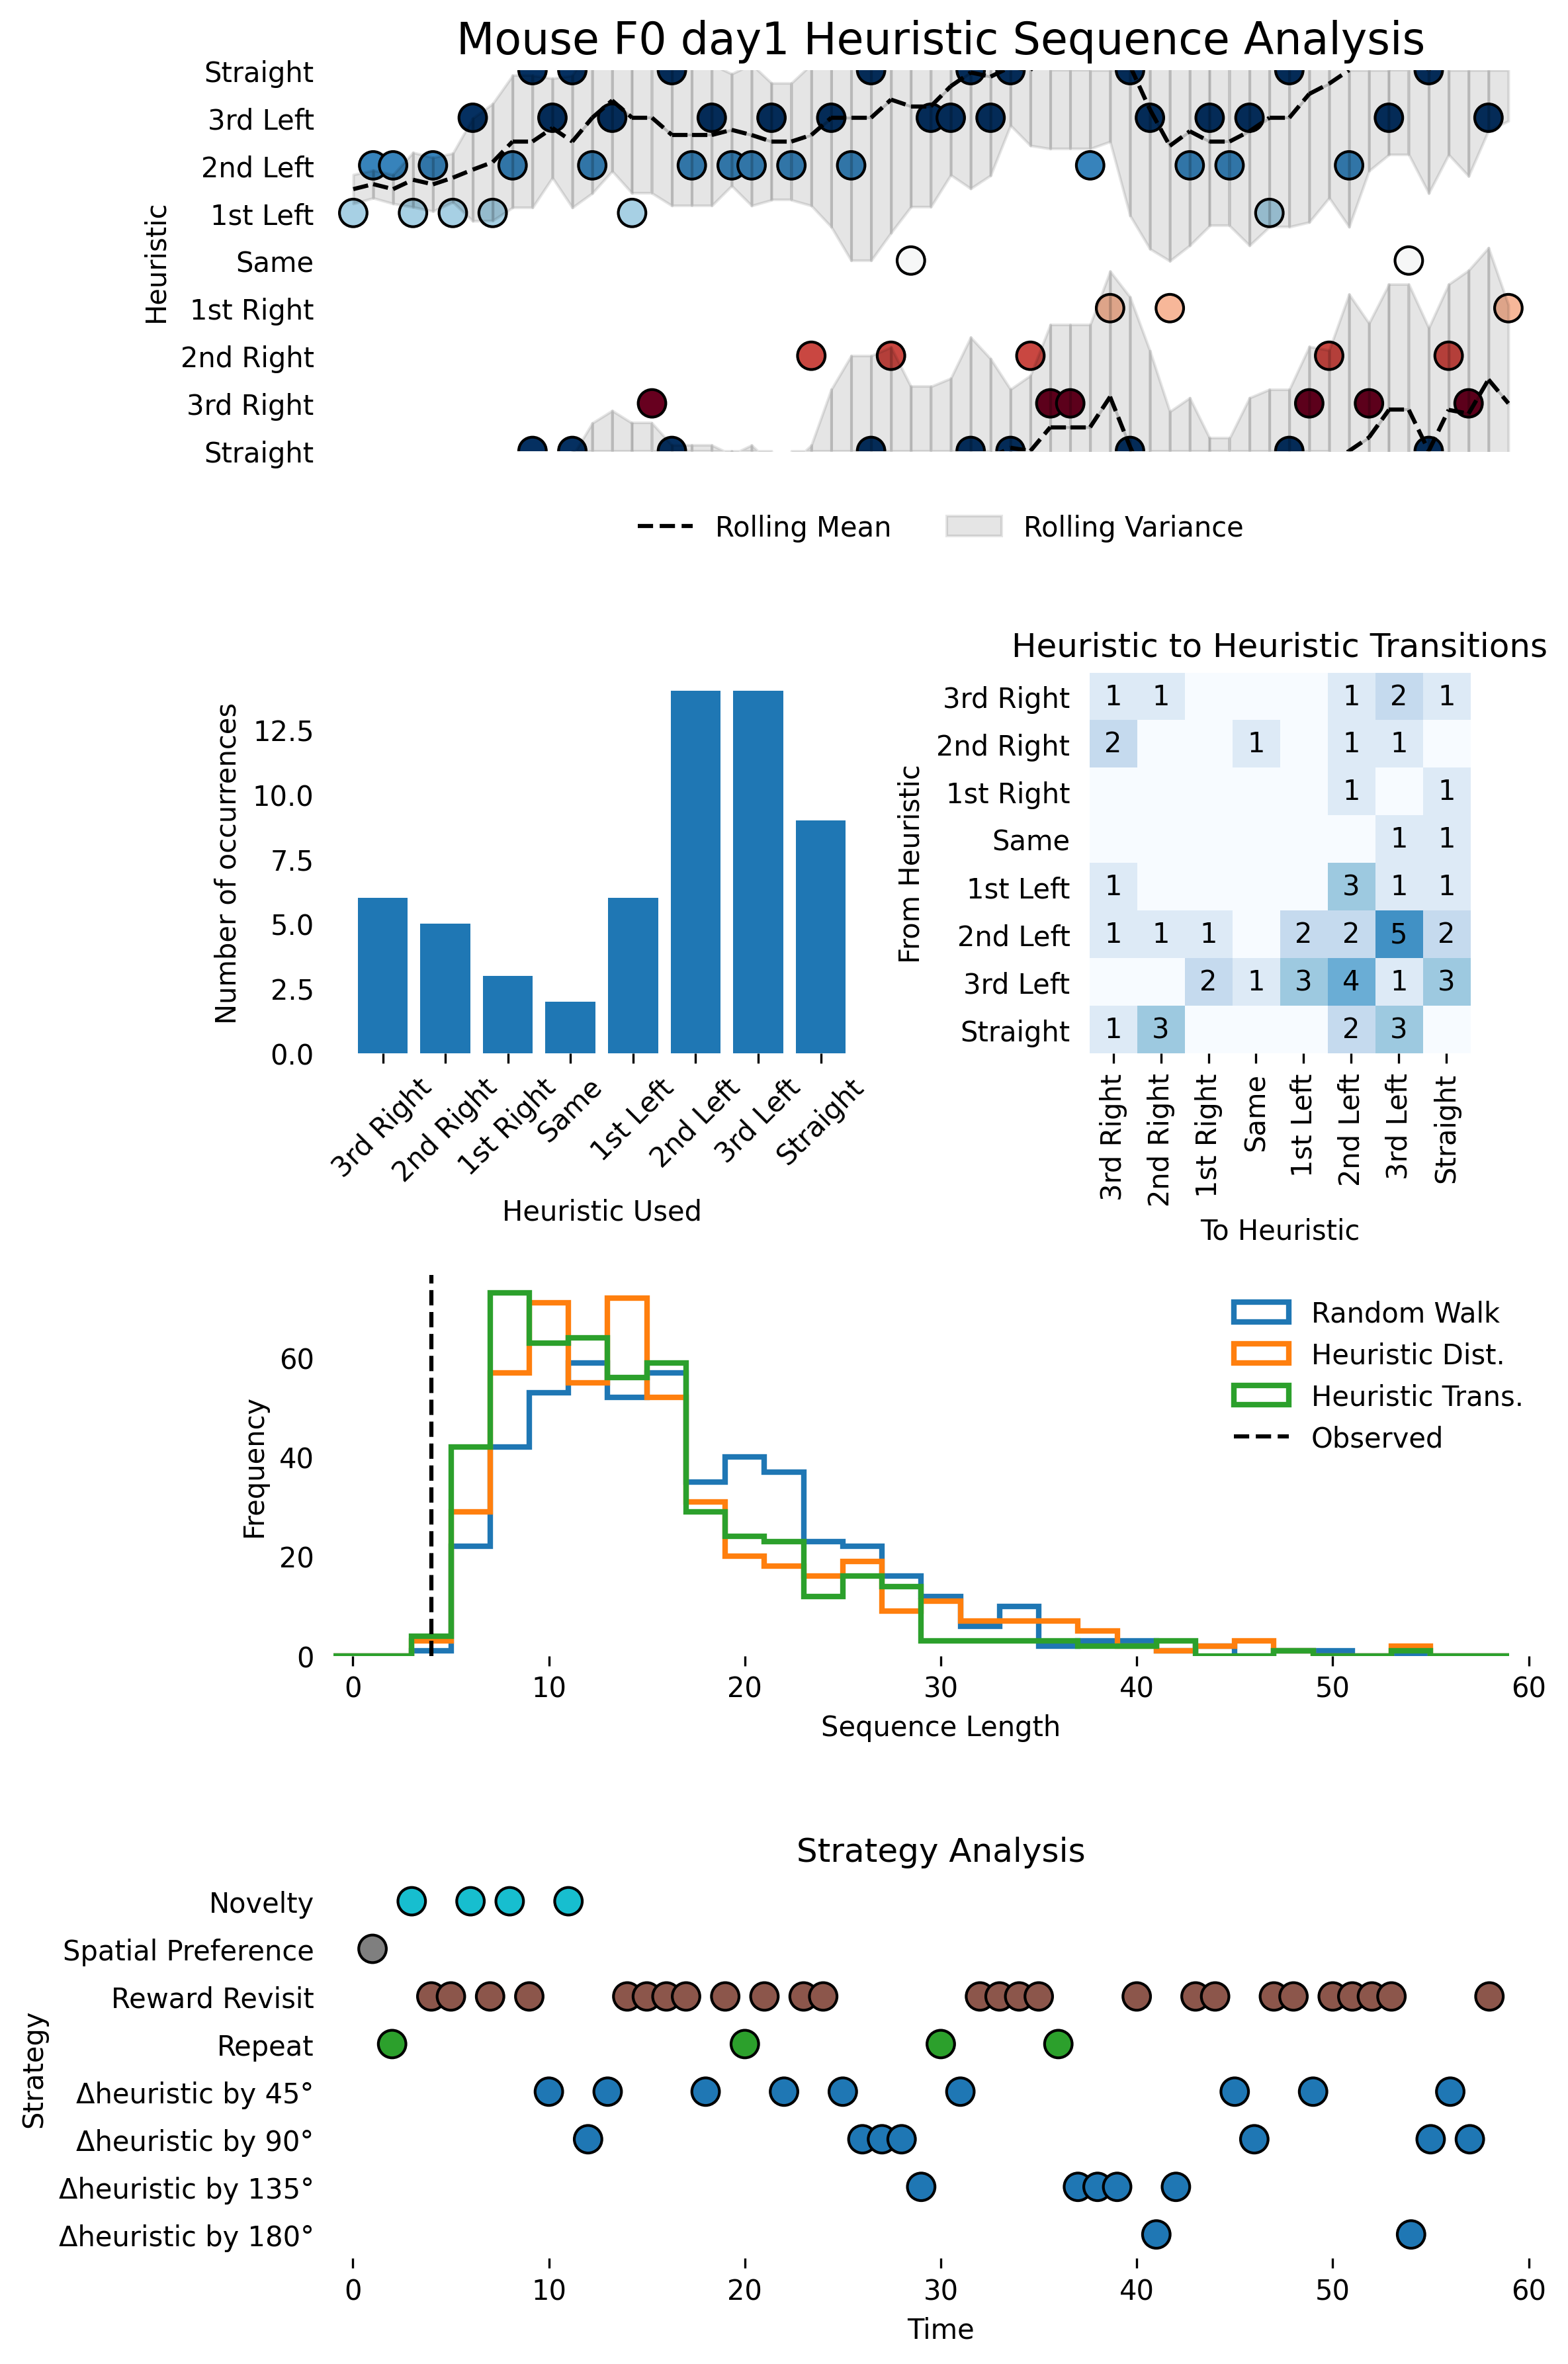 Mouse F0 day1 Heuristic Sequence Analysis
Straight
3rd Left
2nd Left
1st Left
Same
1st Right
2nd Right
3rd Right
Straight
Heuristic
Rolling Mean
Rolling Variance
Number of occurrences
12.5
10.0
7.5
5.0
2.5
0.0
3rd Right
2nd Right
1st Right
Same
1st Left
2nd Left
3rd Left
Straight
Heuristic Used
Heuristic to Heuristic Transitions
From Heuristic
3rd Right 1 1 1 2 1
2nd Right 2 1 1 1
1st Right 1 1
Same 1 1
1st Left 1 3 1 1
2nd Left 1 1 1 2 2 5 2
3rd Left 2 1 3 4 1 3
Straight 1 3 2 3
3rd Right
2nd Right
1st Right
Same
1st Left
2nd Left
3rd Left
Straight
To Heuristic
Frequency
60
40
20
0
0 10 20 30 40 50 60
Sequence Length
Random Walk
Heuristic Dist.
Heuristic Trans.
Observed
Strategy Analysis
Strategy
Novelty
Spatial Preference
Reward Revisit
Repeat
Δheuristic by 45°
Δheuristic by 90°
Δheuristic by 135°
Δheuristic by 180°
0 10 20 30 40 50 60
Time